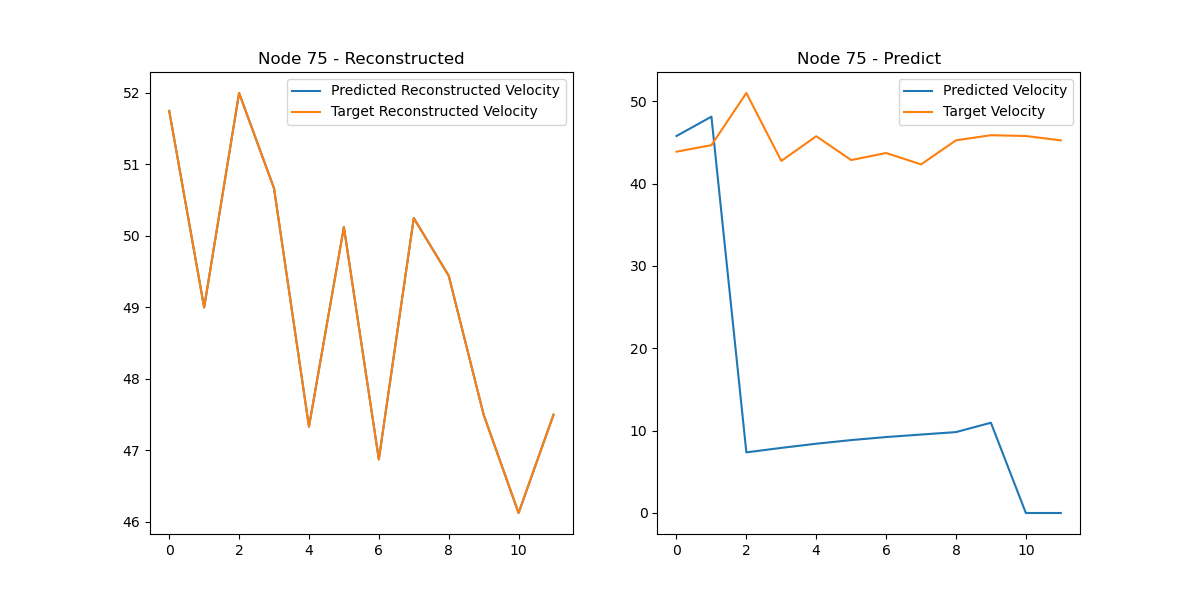 Node 75 - Reconstructed
Predicted Reconstructed Velocity
Target Reconstructed Velocity
52
51
50
49
48
47
46
0 2 4 6 8 10
Node 75 - Predict
Predicted Velocity
Target Velocity
50
40
30
20
10
0
0 2 4 6 8 10